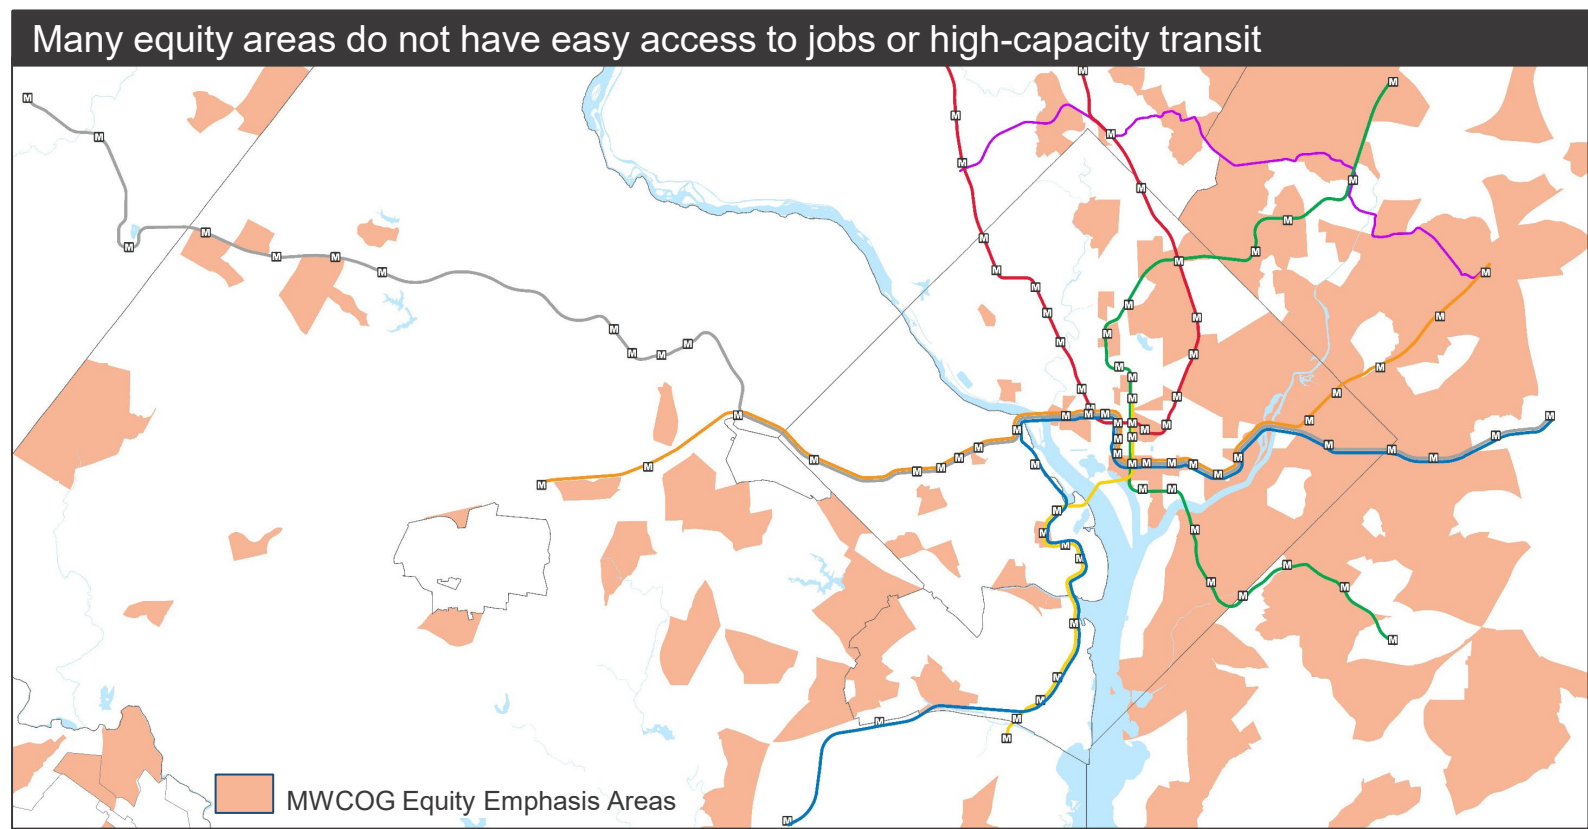 Many equity areas do not have easy access to jobs or high-capacity transit
MWCOG Equity Emphasis Areas